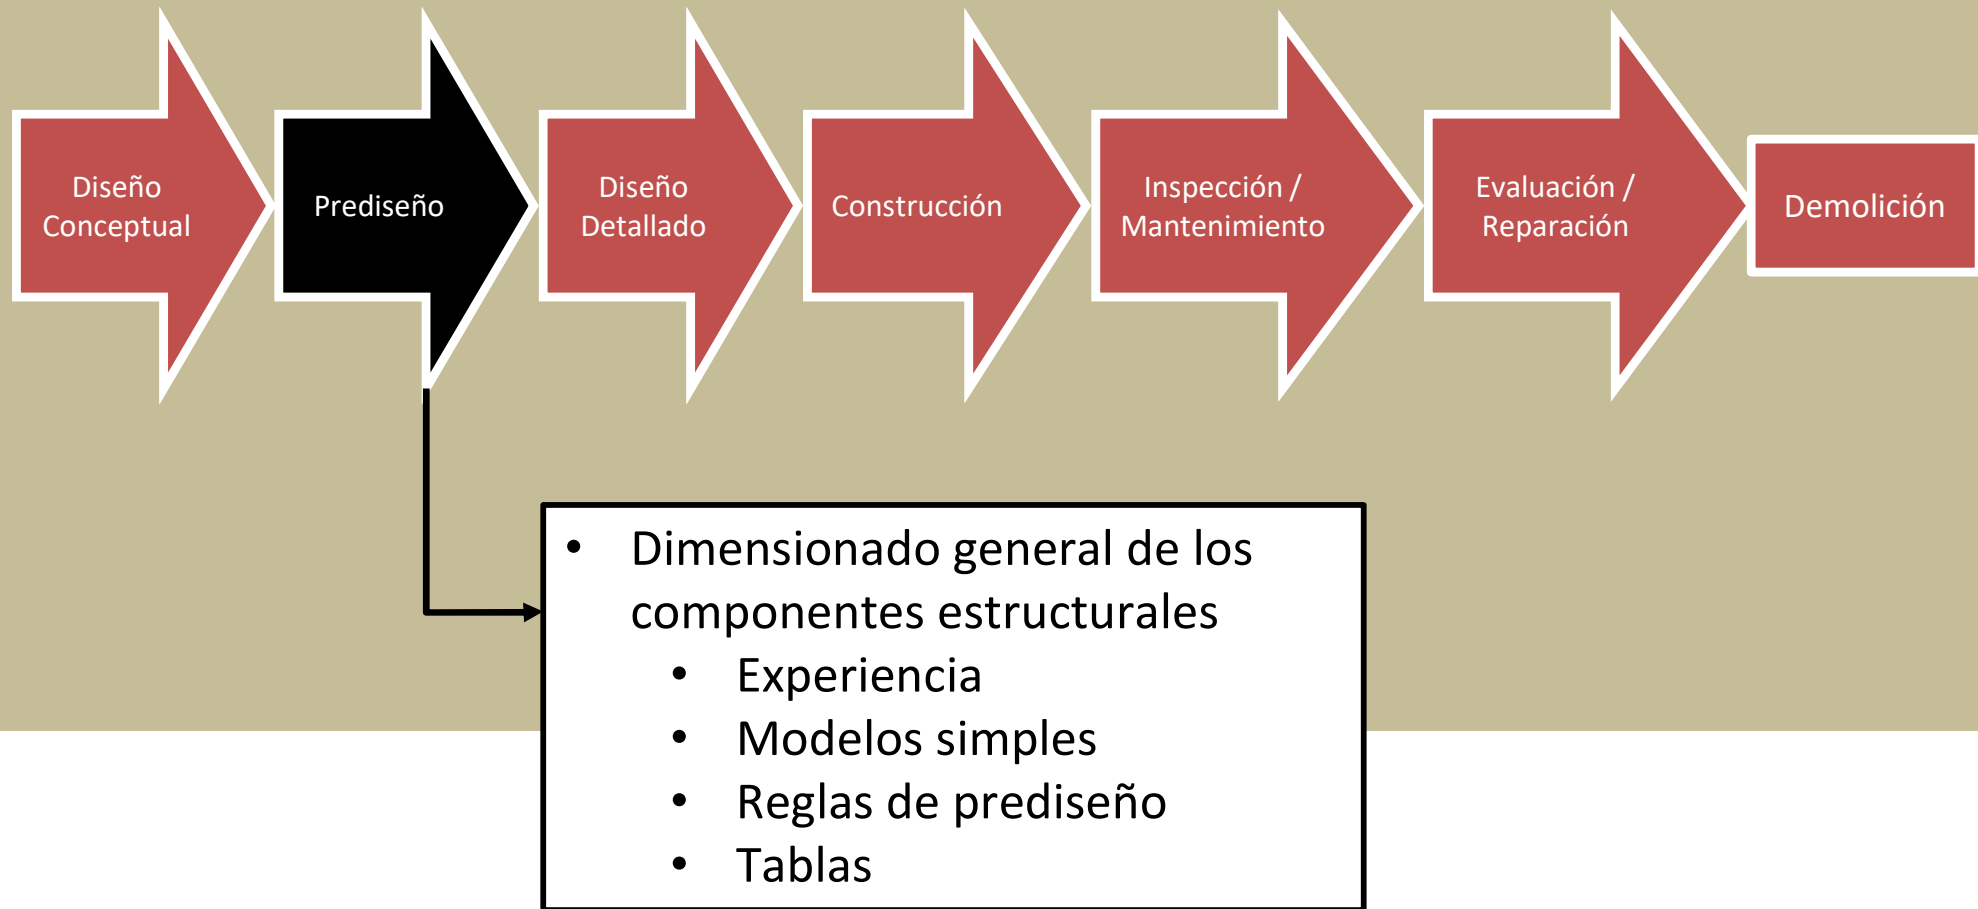 Diseño
Conceptual
Prediseño
Diseño
Detallado
Construcción
Inspección /
Mantenimiento
Evaluación /
Reparación
Demolición
• Dimensionado general de los
componentes estructurales
• Experiencia
• Modelos simples
• Reglas de prediseño
• Tablas